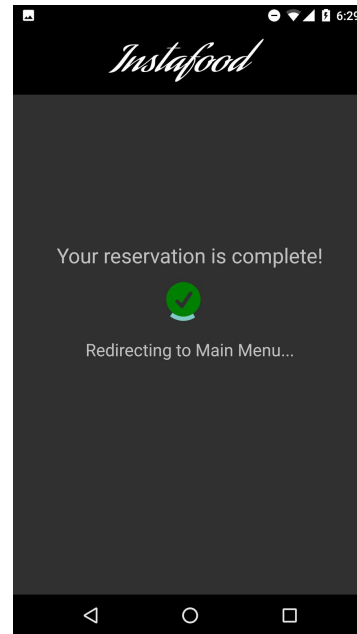 6:29
Instafood
Your reservation is complete!
Redirecting to Main Menu...